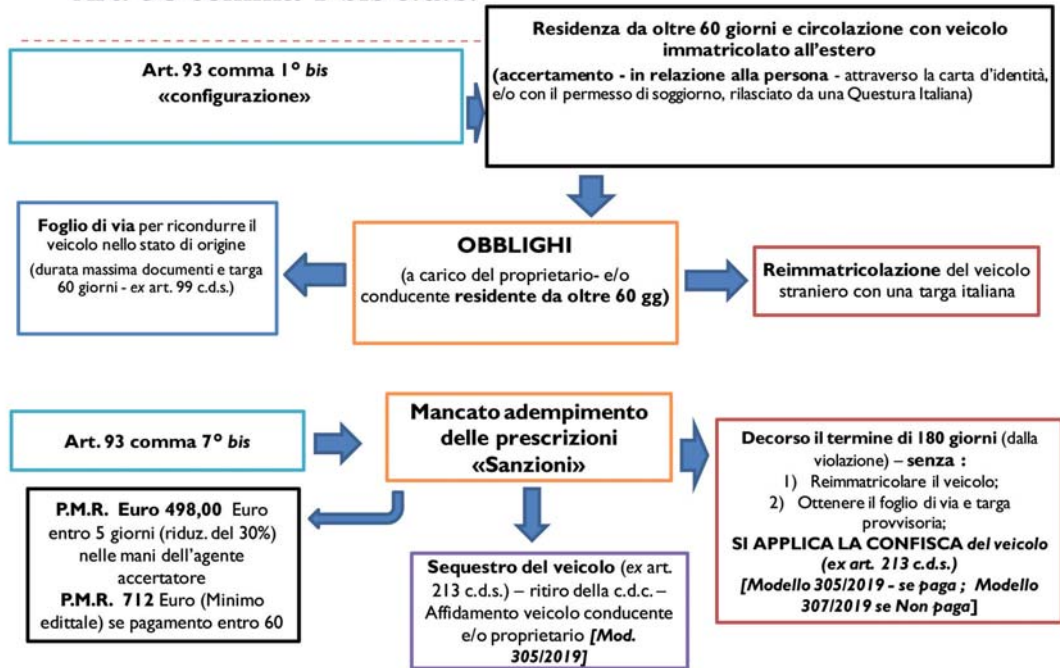 Residenza da oltre 60 giorni e circolazione con veicolo
immatricolato all'estero
(accertamento - in relazione alla persona - attraverso la carta d'identità,
e/o con il permesso di soggiorno, rilasciato da una Questura Italiana)
Art. 93 comma 1° bis
«configurazione»
Foglio di via per ricondurre il
veicolo nello stato di origine
(durata massima documenti e targa
60 giorni - ex art. 99 c.d.s.)
OBBLIGHI
(a carico del proprietario- e/o
conducente residente da oltre 60 gg)
Reimmatricolazione del veicolo
straniero con una targa italiana
Art. 93 comma 7° bis
Mancato adempimento
delle prescrizioni
«Sanzioni»
Decorso il termine di 180 giorni (dalla
violazione) – senza :
1) Reimmatricolare il veicolo;
2) Ottenere il foglio di via e targa
provvisoria;
SI APPLICA LA CONFISCA del veicolo
(ex art. 213 c.d.s.)
[Modello 305/2019 - se paga ; Modello
307/2019 se Non paga]
P.M.R. Euro 498,00 Euro
entro 5 giorni (riduz. del 30%)
nelle mani dell'agente
accertatore
P.M.R. 712 Euro (Minimo
edittale) se pagamento entro 60
Sequestro del veicolo (ex art.
213 c.d.s.) – ritiro della c.d.c. –
Affidamento veicolo conducente
e/o proprietario [Mod.
305/2019]